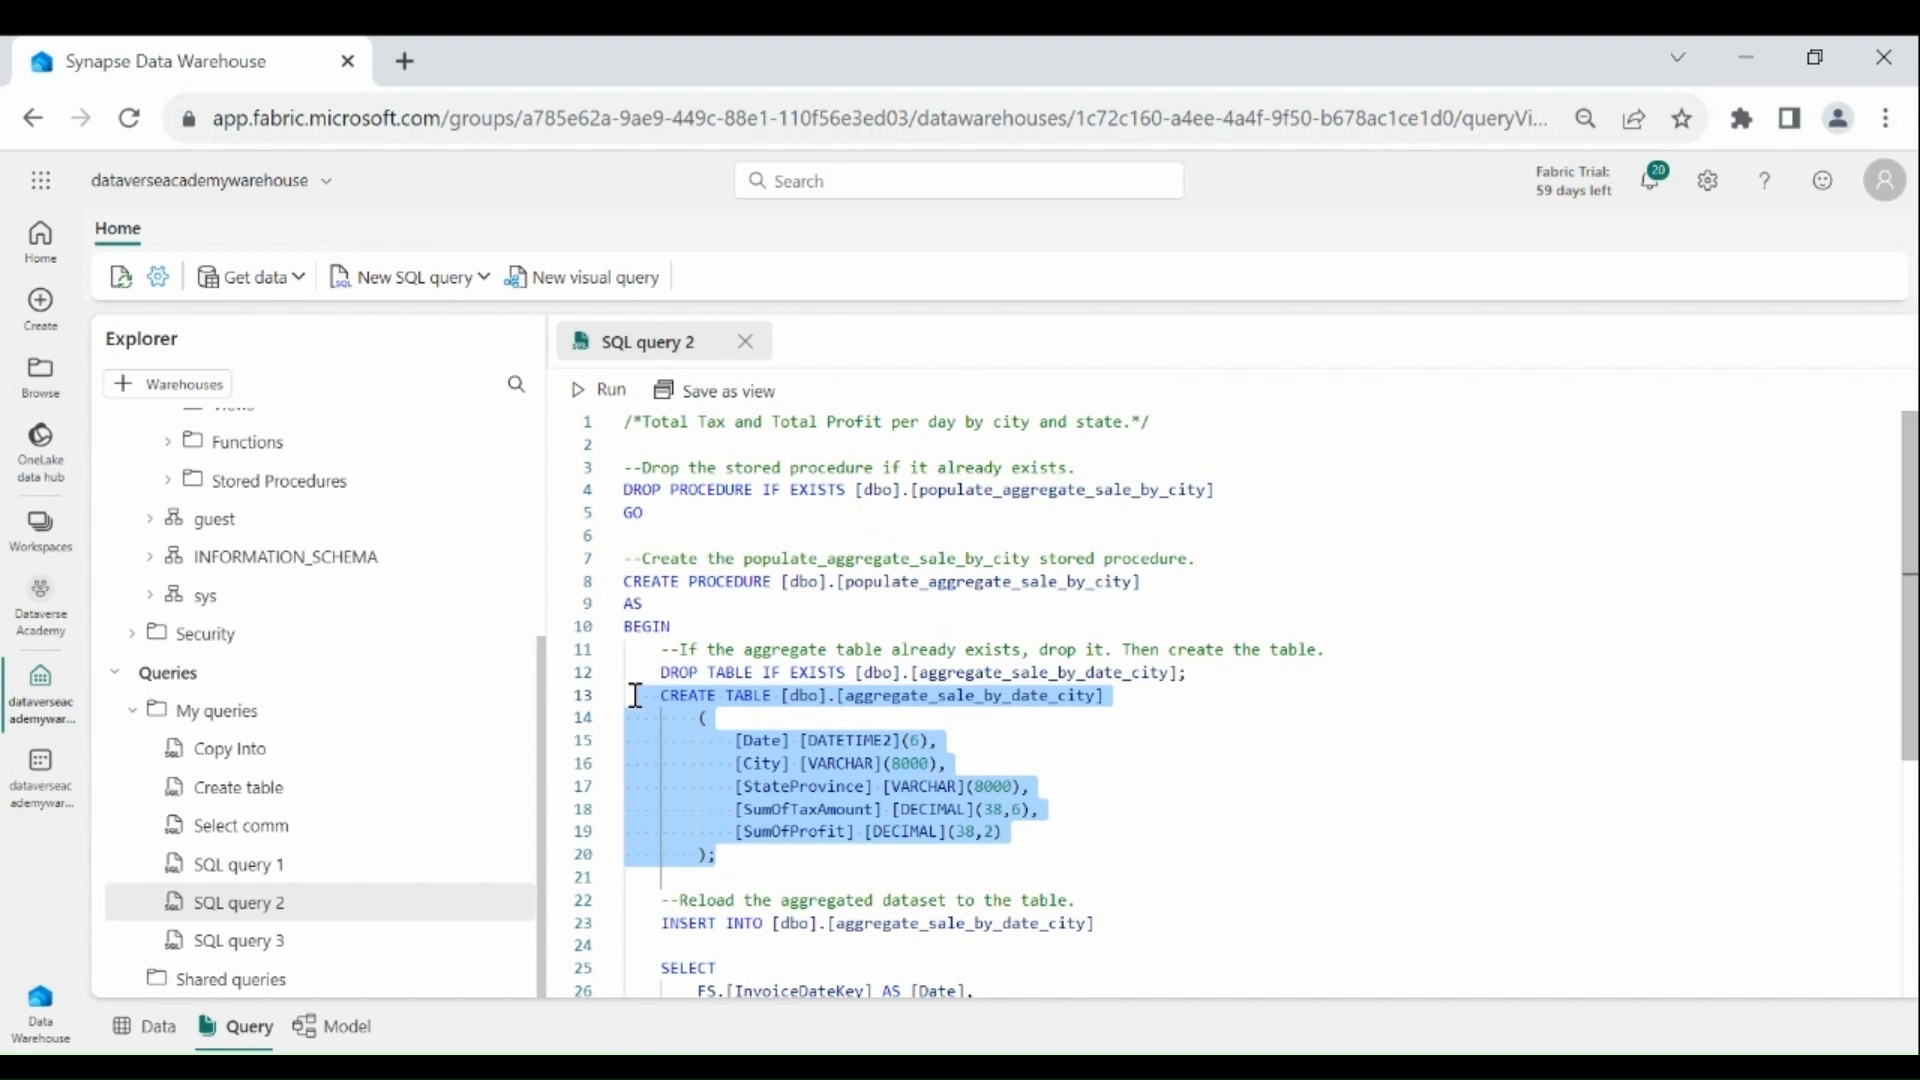 Synapse Data Warehouse
app.fabric.microsoft.com/groups/a785e62a-9ae9-449c-88e1-110f56e3ed03/datawarehouses/1c72c160-a4ee-4a4f-9f50-b678ac1ce1d0/queryVi...
dataverseacademywarehouse
Search
Fabric Trial:
59 days left
20
Home
Get data
New SQL query
New visual query
Home
Create
Browse
OneLake
data hub
Workspaces
Dataverse
Academy
dataverseac
ademywar...
dataverseac
ademywar...
Data
Warehouse
Explorer
+ Warehouses
Views
Functions
Stored Procedures
guest
INFORMATION_SCHEMA
sys
Security
Queries
My queries
Copy Into
Create table
Select comm
SQL query 1
SQL query 2
SQL query 3
Shared queries
SQL query 2
Run
Save as view
1 /*Total Tax and Total Profit per day by city and state.*/
2
3 --Drop the stored procedure if it already exists.
4 DROP PROCEDURE IF EXISTS [dbo].[populate_aggregate_sale_by_city]
5 GO
6
7 --Create the populate_aggregate_sale_by_city stored procedure.
8 CREATE PROCEDURE [dbo].[populate_aggregate_sale_by_city]
9 AS
10 BEGIN
11 --If the aggregate table already exists, drop it. Then create the table.
12 DROP TABLE IF EXISTS [dbo].[aggregate_sale_by_date_city];
13 CREATE TABLE [dbo].[aggregate_sale_by_date_city]
14 (
15 [Date] [DATETIME2](6),
16 [City] [VARCHAR](8000),
17 [StateProvince] [VARCHAR](8000),
18 [SumOfTaxAmount] [DECIMAL](38,6),
19 [SumOfProfit] [DECIMAL](38,2)
20 );
21
22 --Reload the aggregated dataset to the table.
23 INSERT INTO [dbo].[aggregate_sale_by_date_city]
24
25 SELECT
26 FS.[InvoiceDateKey] AS [Date],
Data
Query
Model